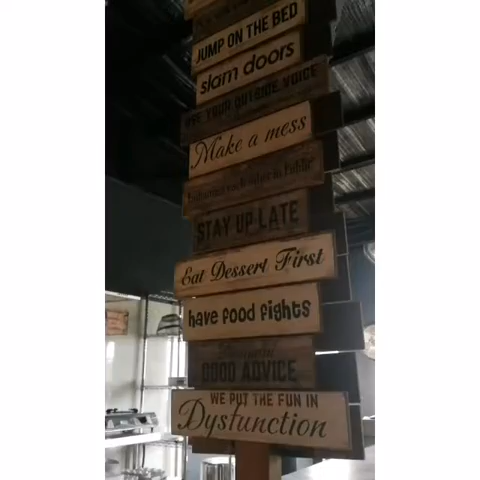 JUMP ON THE BED
slam doors
USE YOUR OUTSIDE VOICE
Make a mess
STAY UP LATE
Eat Dessert First
have food fights
GOOD ADVICE
WE PUT THE FUN IN
Dysfunction